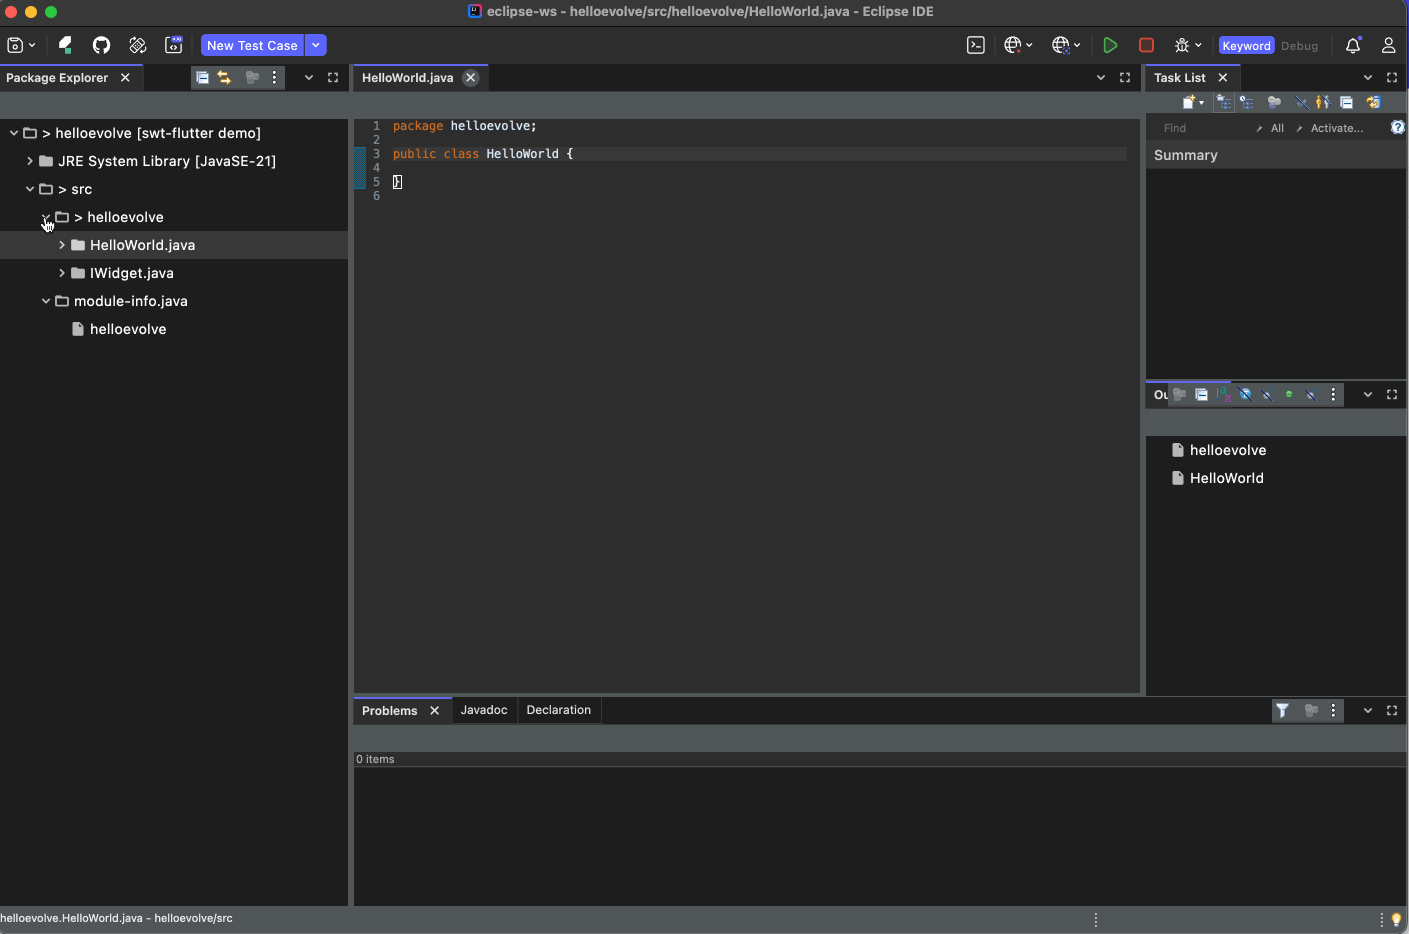 eclipse-ws - helloevolve/src/helloevolve/HelloWorld.java - Eclipse IDE
New Test Case
Keyword Debug
Package Explorer
HelloWorld.java
Task List
> helloevolve [swt-flutter demo]
JRE System Library [JavaSE-21]
> src
> helloevolve
HelloWorld.java
IWidget.java
module-info.java
helloevolve
1 package helloevolve;
2
3 public class HelloWorld {
4
5 }
6
Find All Activate...
Summary
Ou
helloevolve
HelloWorld
Problems Javadoc Declaration
0 items
helloevolve.HelloWorld.java - helloevolve/src